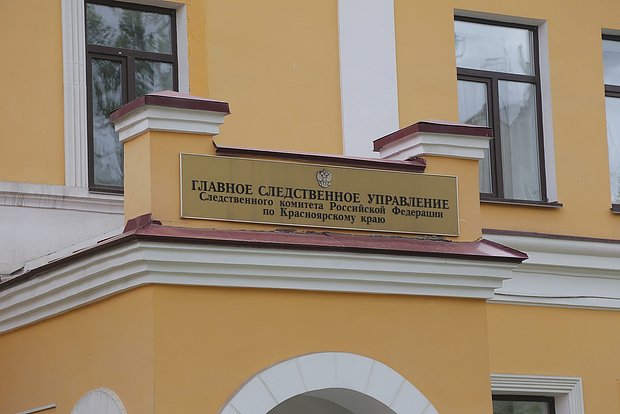 ГЛАВНОЕ СЛЕДСТВЕННОЕ УПРАВЛЕНИЕ
Следственного комитета Российской Федерации
по Красноярскому краю